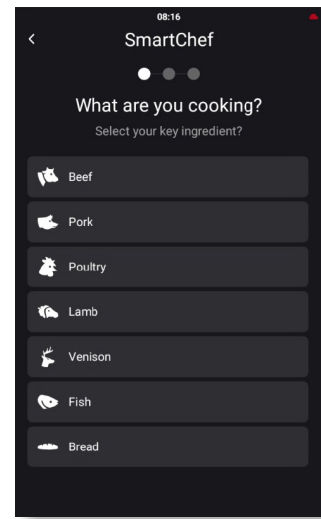 08:16
SmartChef
What are you cooking?
Select your key ingredient?
Beef
Pork
Poultry
Lamb
Venison
Fish
Bread